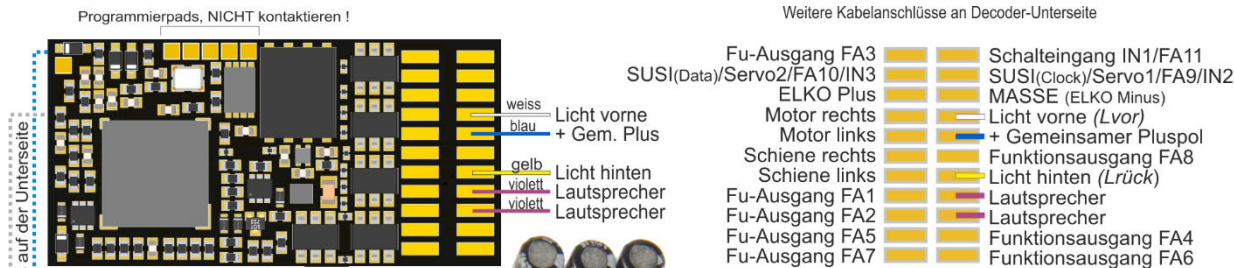 Programmierpads, NICHT kontaktieren !
auf der Unterseite
weiss
Licht vorne
blau
+ Gem. Plus
gelb
Licht hinten
violett
Lautsprecher
violett
Lautsprecher
Weitere Kabelanschlüsse an Decoder-Unterseite
Fu-Ausgang FA3 Schalteingang IN1/FA11
SUSI(Data)/Servo2/FA10/IN3 SUSI(Clock)/Servo1/FA9/IN2
ELKO Plus MASSE (ELKO Minus)
Motor rechts Licht vorne (Lvor)
Motor links + Gemeinsamer Pluspol
Schiene rechts Funktionsausgang FA8
Schiene links Licht hinten (Lrück)
Fu-Ausgang FA1 Lautsprecher
Fu-Ausgang FA2 Lautsprecher
Fu-Ausgang FA5 Funktionsausgang FA4
Fu-Ausgang FA7 Funktionsausgang FA6